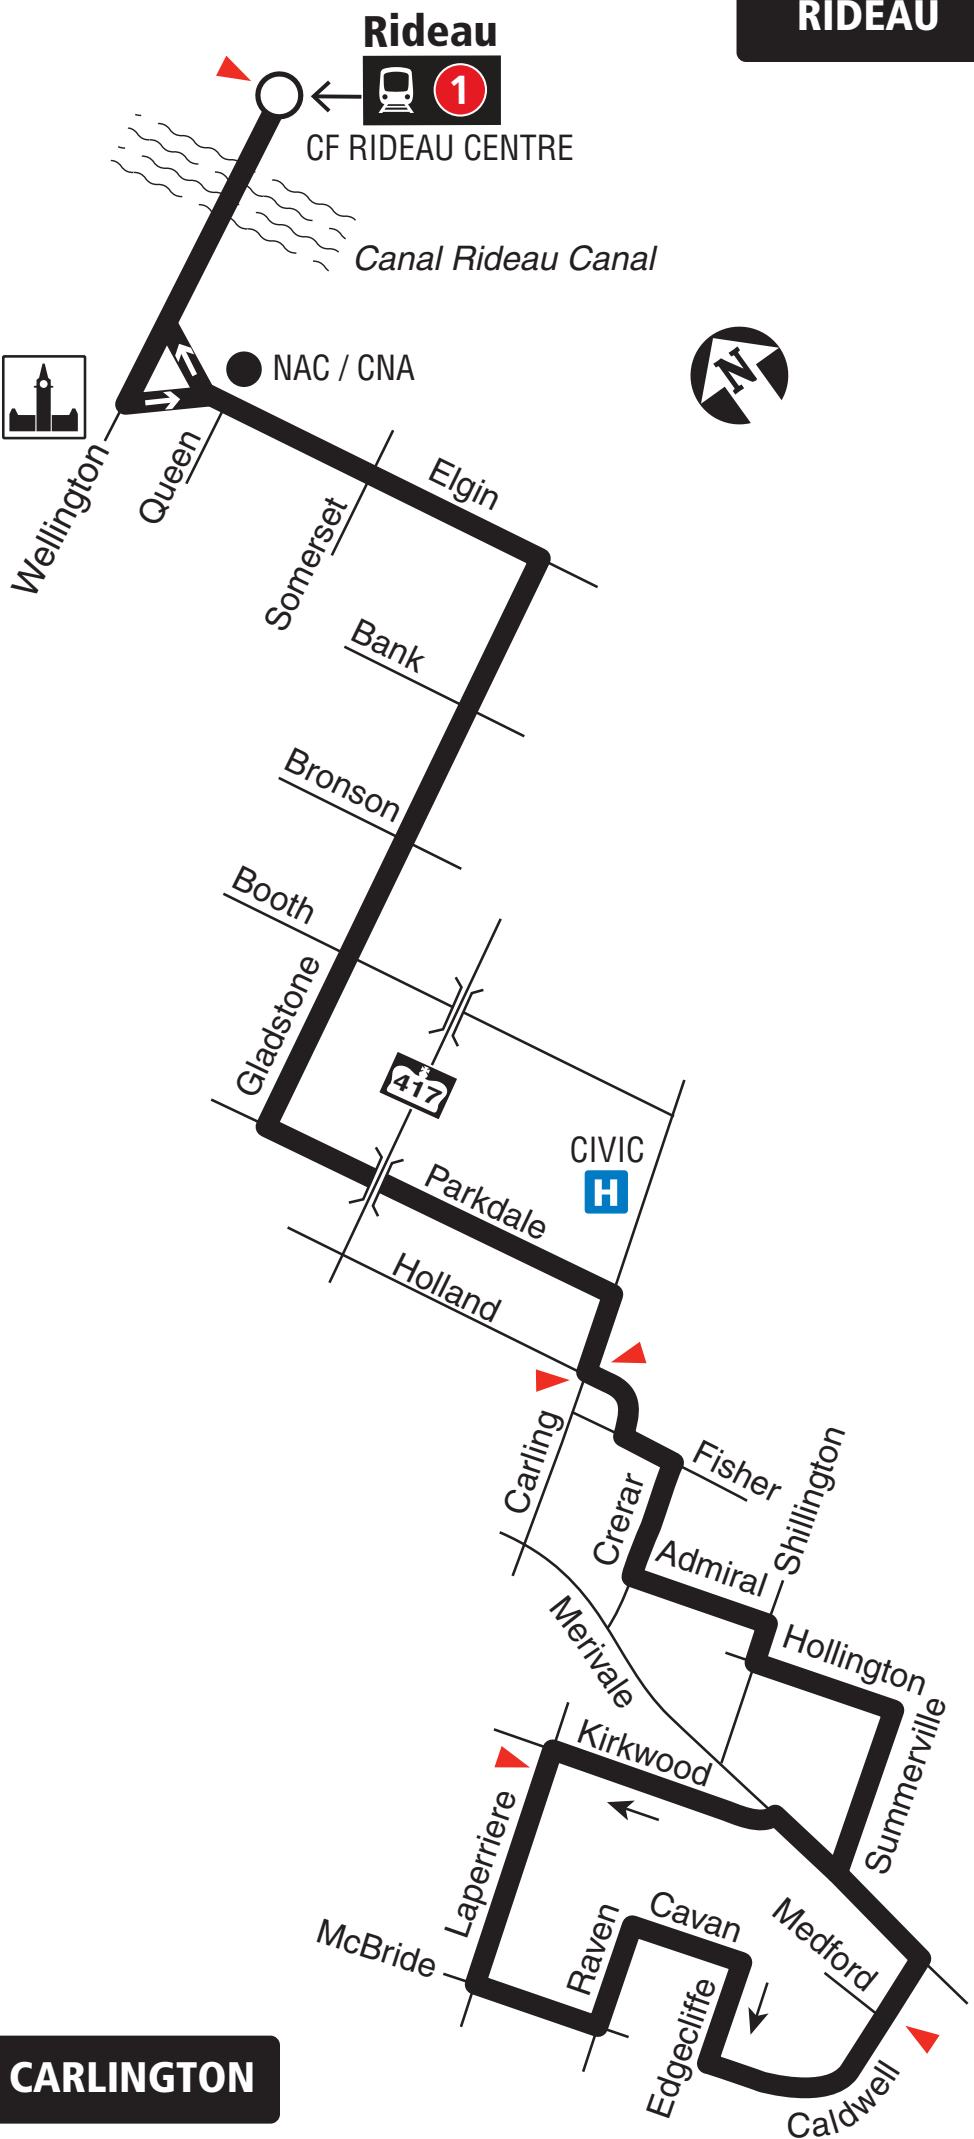 RIDEAU
Rideau
1
CF RIDEAU CENTRE
Canal Rideau Canal
NAC / CNA
N
Wellington
Queen
Somerset
Elgin
Bank
Bronson
Booth
Gladstone
417
CIVIC
H
Parkdale
Holland
Carling
Fisher
Shillington
Crerar
Admiral
Merivale
Hollington
Kirkwood
Summerville
Laperriere
Cavan
Medford
McBride
Raven
Edgecliffe
Caldwell
CARLINGTON